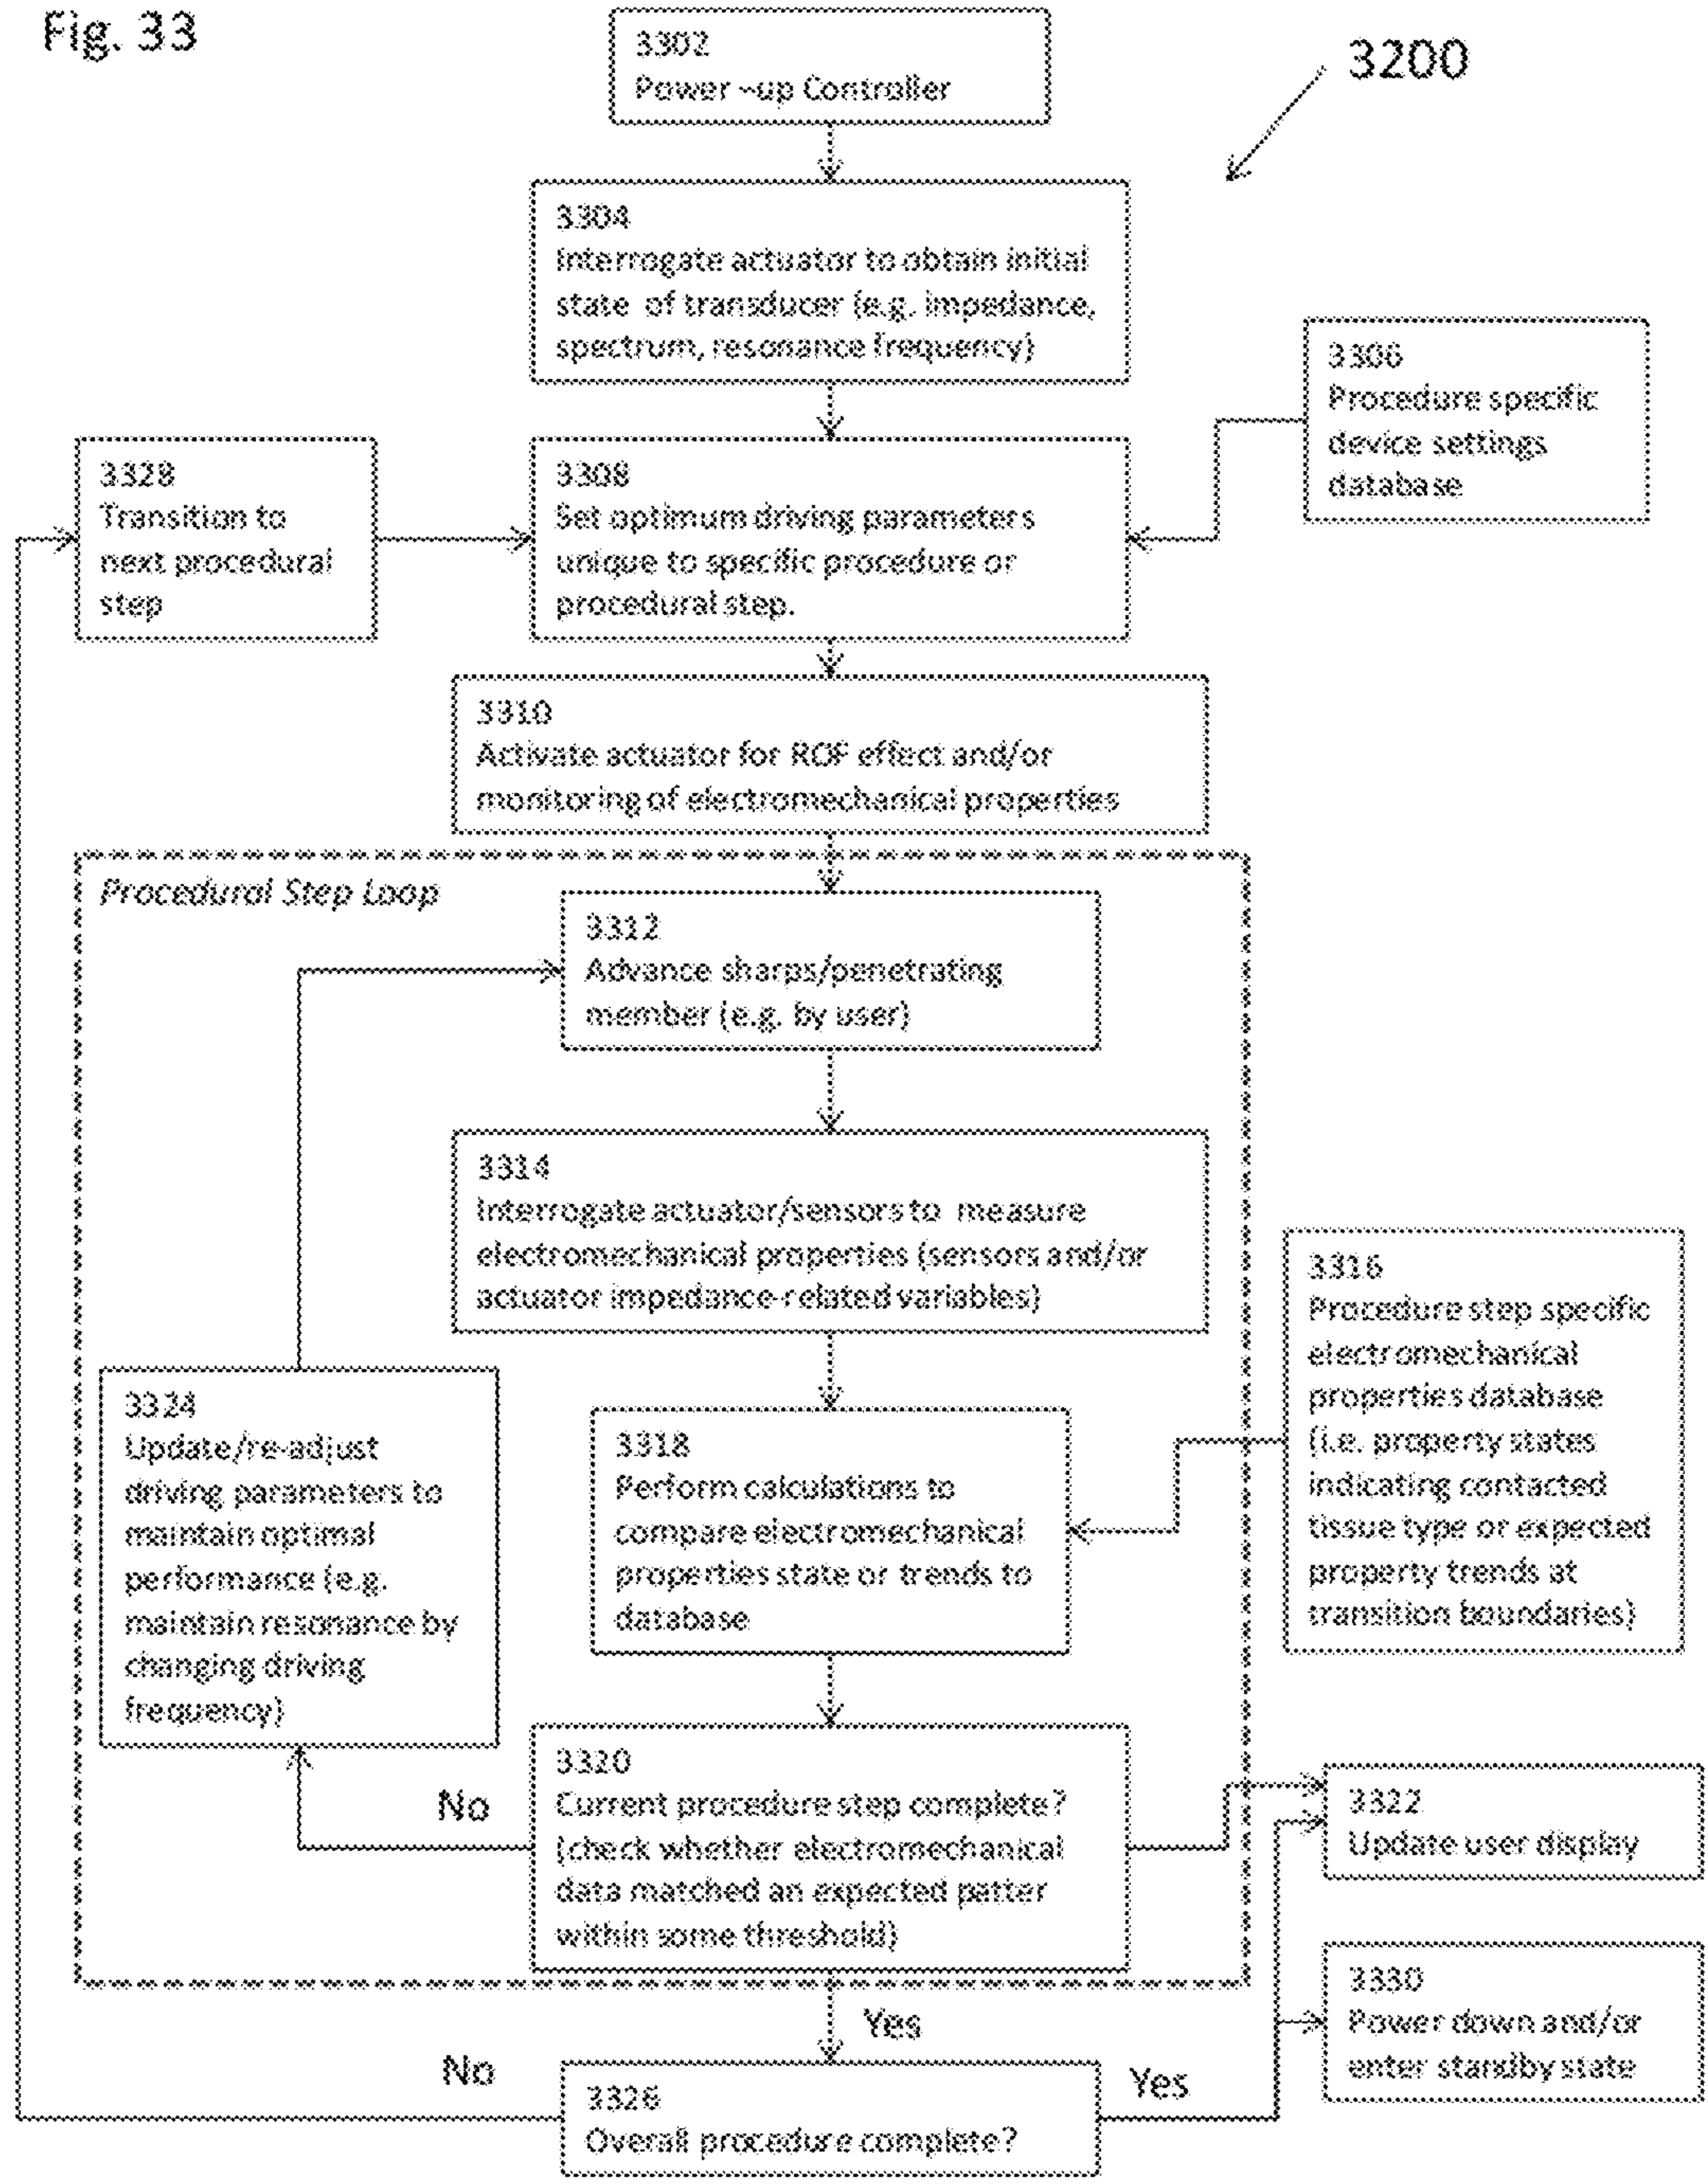 Fig. 33
3200
3302
Power -up Controller
3304
Interrogate actuator to obtain initial
state of transducer (e.g. impedance,
spectrum, resonance frequency)
3306
Procedure specific
device settings
database
3328
Transition to
next procedural
step
3308
Set optimum driving parameters
unique to specific procedure or
procedural step.
3310
Activate actuator for ROF effect and/or
monitoring of electromechanical properties
Procedural Step Loop
3312
Advance sharps/penetrating
member (e.g. by user)
3314
Interrogate actuator/sensors to measure
electromechanical properties (sensors and/or
actuator impedance-related variables)
3316
Procedure step specific
electromechanical
properties database
(i.e. property states
indicating contacted
tissue type or expected
property trends at
transition boundaries)
3324
Update/re-adjust
driving parameters to
maintain optimal
performance (e.g.
maintain resonance by
changing driving
frequency)
3318
Perform calculations to
compare electromechanical
properties state or trends to
database
No
3320
Current procedure step complete?
(check whether electromechanical
data matched an expected patter
within some threshold)
3322
Update user display
3330
Power down and/or
enter standby state
Yes
No
3326
Overall procedure complete?
Yes